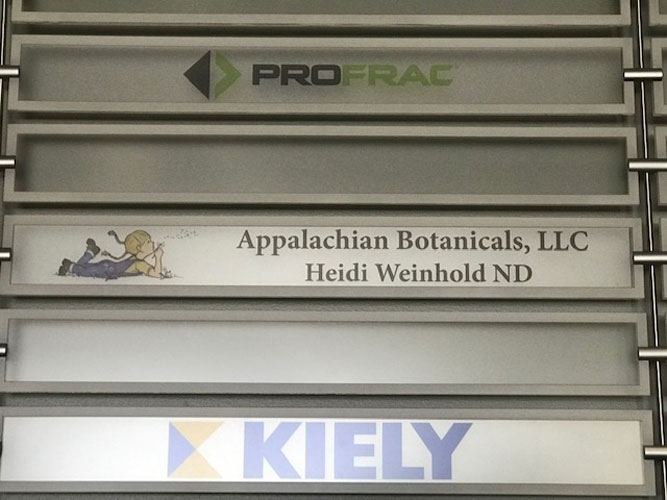 PROFRAC
Appalachian Botanicals, LLC
Heidi Weinhold ND
KIELY